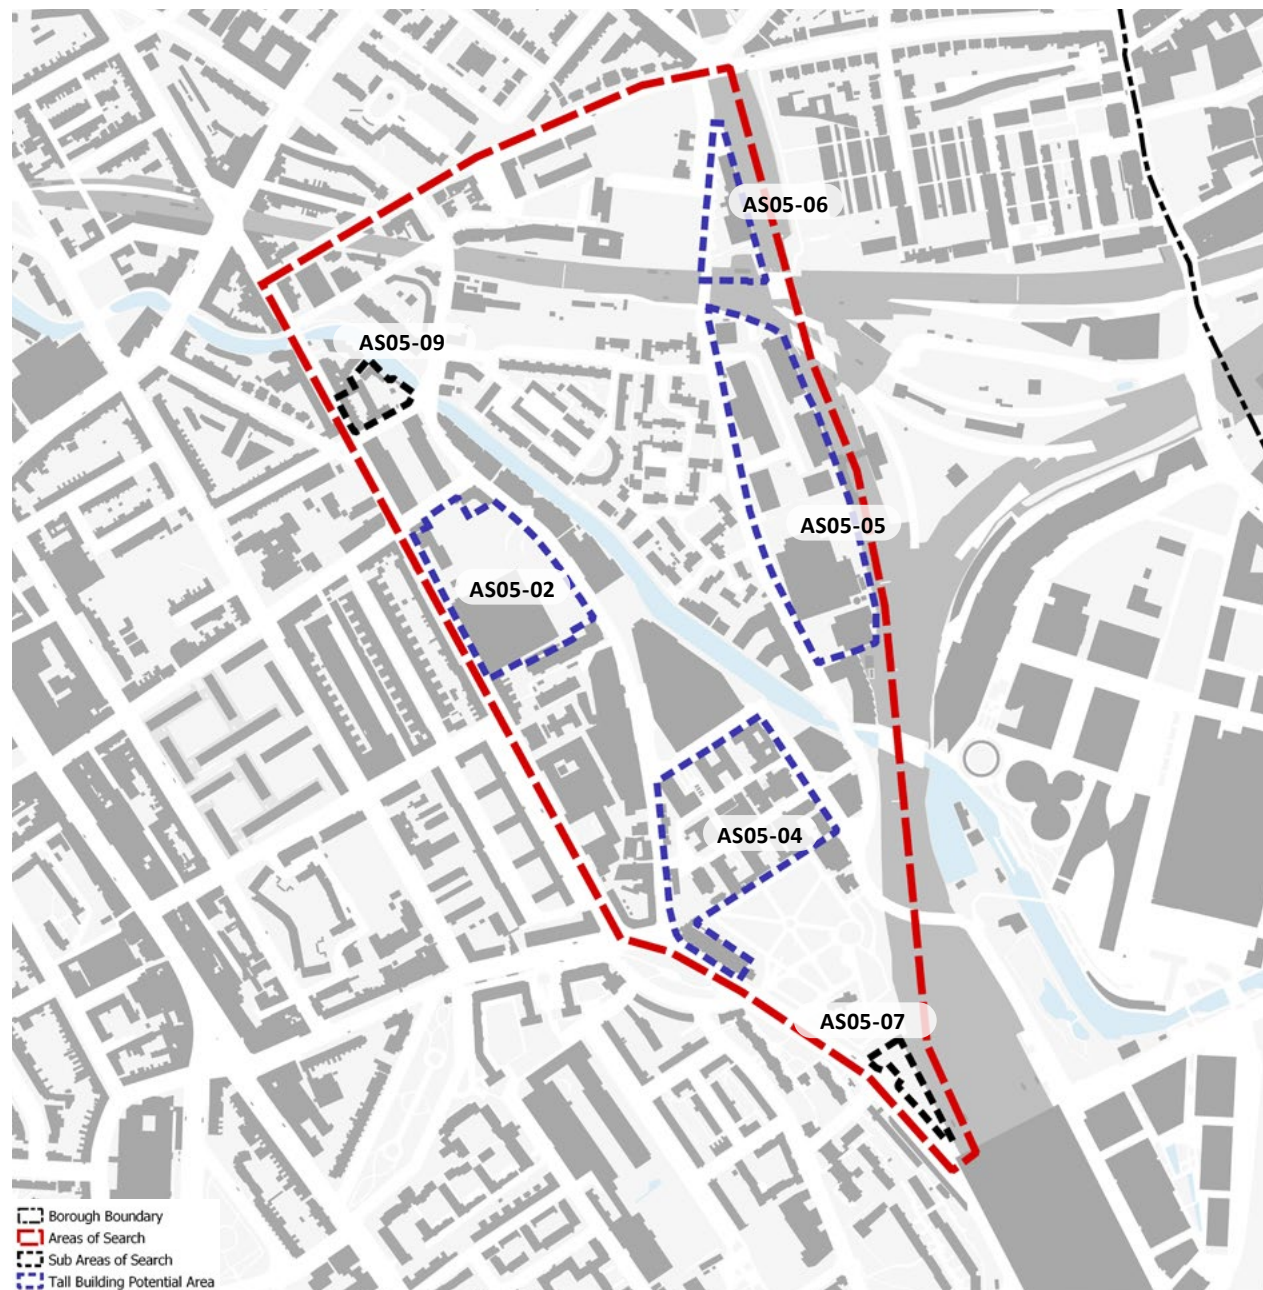 AS05-06
AS05-09
AS05-05
AS05-02
AS05-04
AS05-07
Borough Boundary
Areas of Search
Sub Areas of Search
Tall Building Potential Area